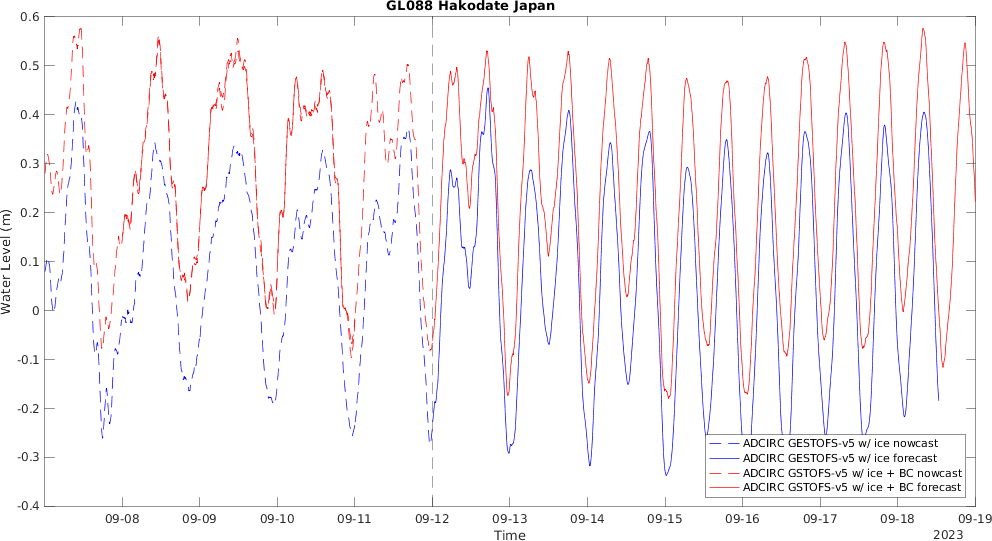 GL088 Hakodate Japan
0.6
0.5
0.4
0.3
0.2
0.1
0
-0.1
-0.2
-0.3
-0.4
Water Level (m)
ADCIRC GESTOFS-v5 w/ ice nowcast
ADCIRC GESTOFS-v5 w/ ice forecast
ADCIRC GSTOFS-v5 w/ ice + BC nowcast
ADCIRC GSTOFS-v5 w/ ice + BC forecast
09-08 09-09 09-10 09-11 09-12 09-13 09-14 09-15 09-16 09-17 09-18 09-19
Time
2023